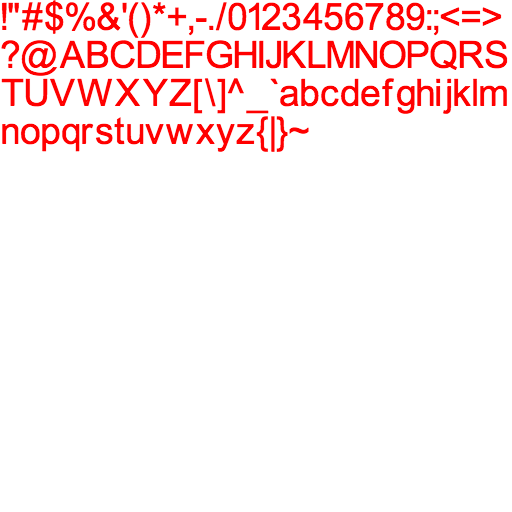 !"#$%&'()*+,-./0123456789:;<=>
?@ABCDEFGHIJKLMNOPQRS
TUVWXYZ[\]^_`abcdefghijklm
nopqrstuvwxyz{|}~